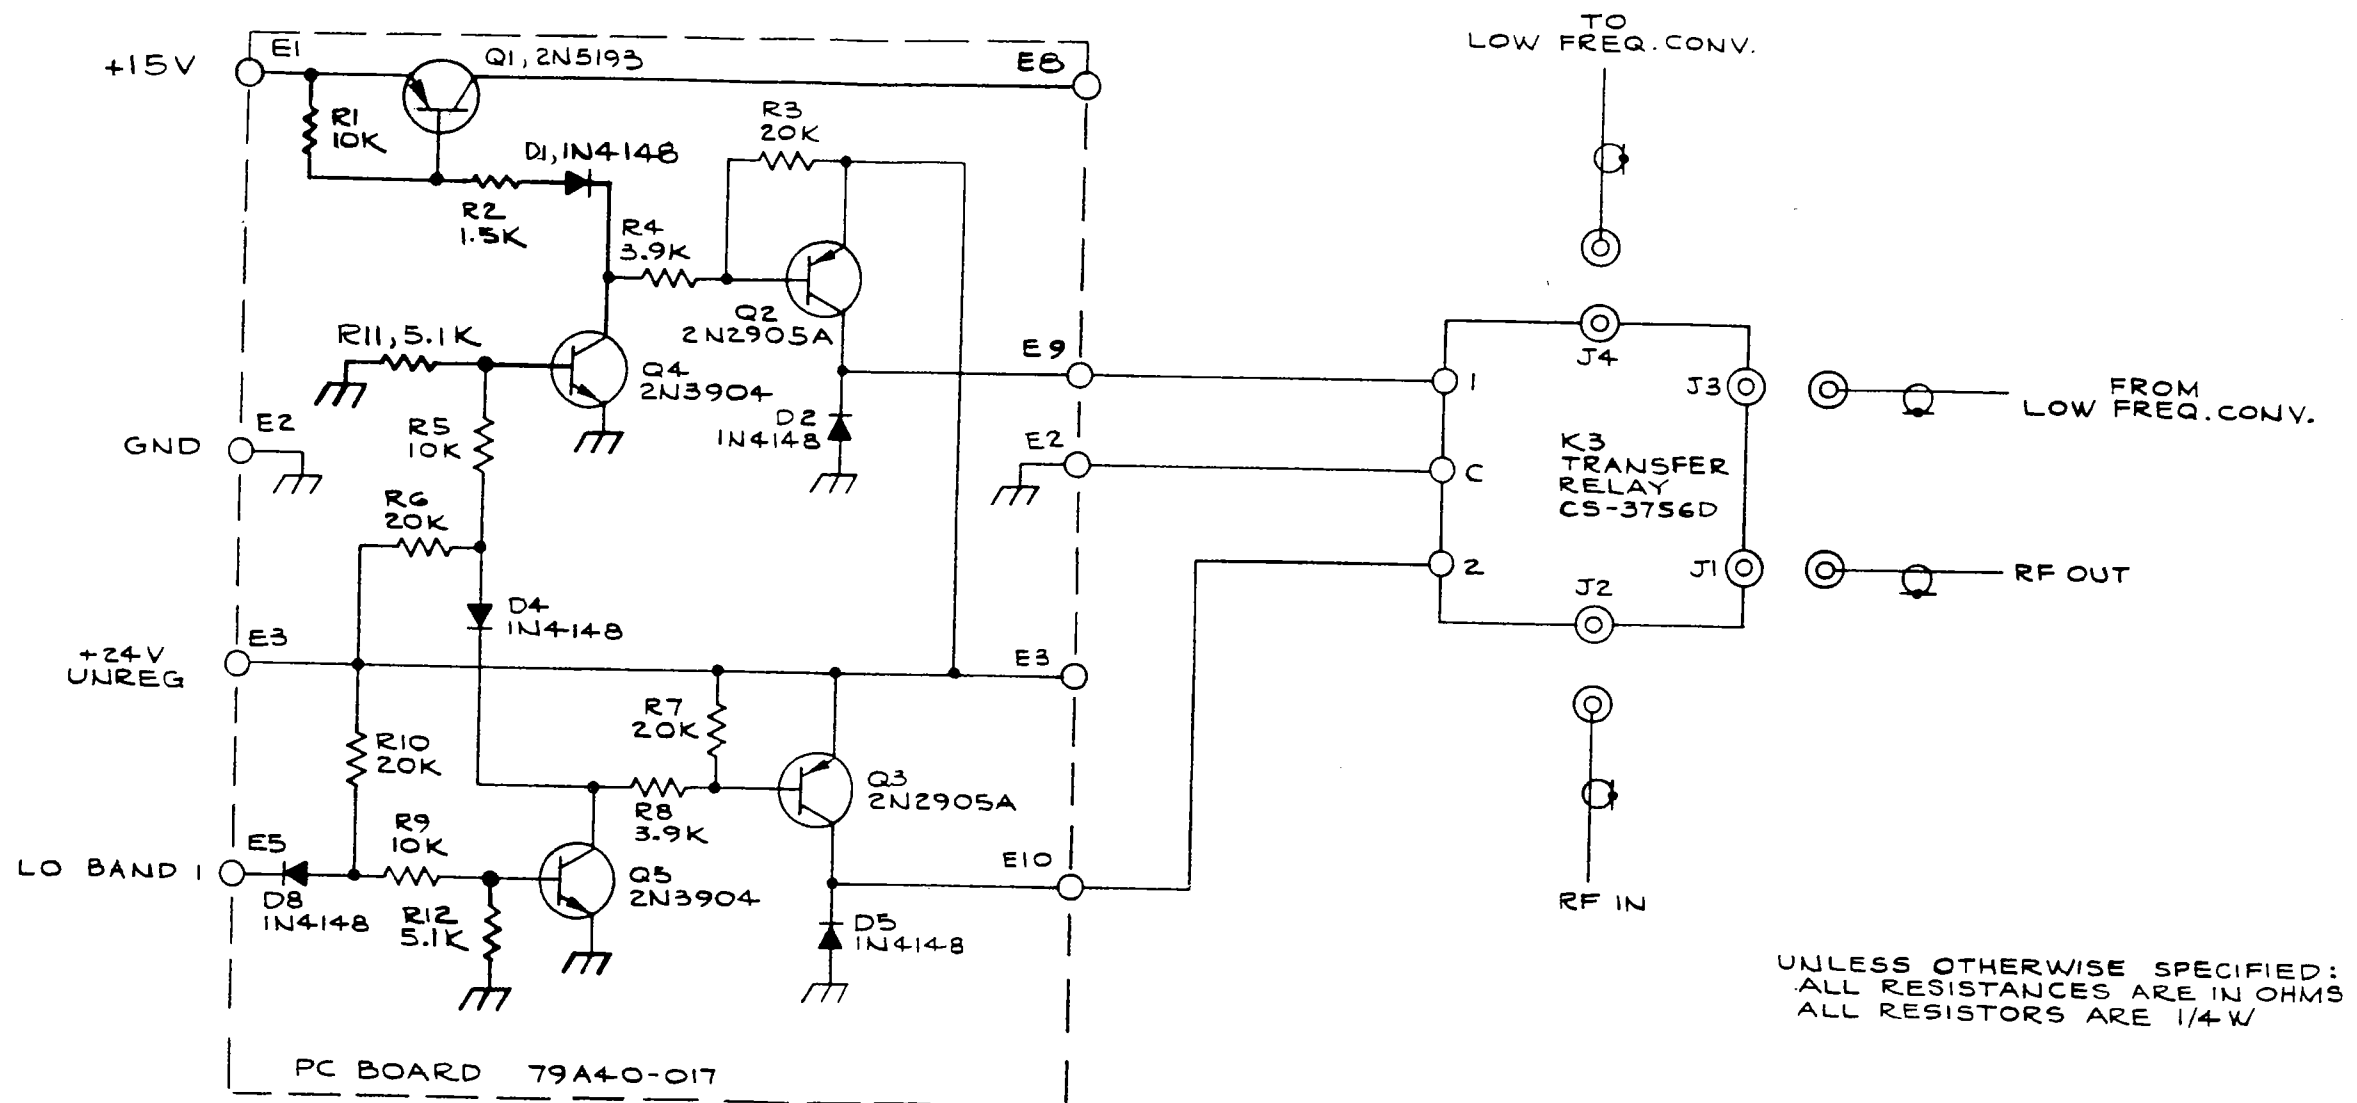 +15V
E1
Q1, 2N5193
E8
R1
10K
D1, 1N4148
R2
1.5K
R3
20K
R4
3.9K
Q2
2N2905A
R11, 5.1K
Q4
2N3904
E9
D2
1N4148
GND
E2
R5
10K
E2
R6
20K
D4
1N4148
+24V
UNREG
E3
E3
R7
20K
R10
20K
Q3
2N2905A
R8
3.9K
R9
10K
LO BAND 1
E5
D8
1N4148
R12
5.1K
Q5
2N3904
E10
D5
1N4148
PC BOARD 79A40-017
TO
LOW FREQ. CONV.
J4
1
J3
FROM
LOW FREQ. CONV.
C
K3
TRANSFER
RELAY
CS-3756D
2
J1
RF OUT
J2
RF IN
UNLESS OTHERWISE SPECIFIED:
ALL RESISTANCES ARE IN OHMS
ALL RESISTORS ARE 1/4 W